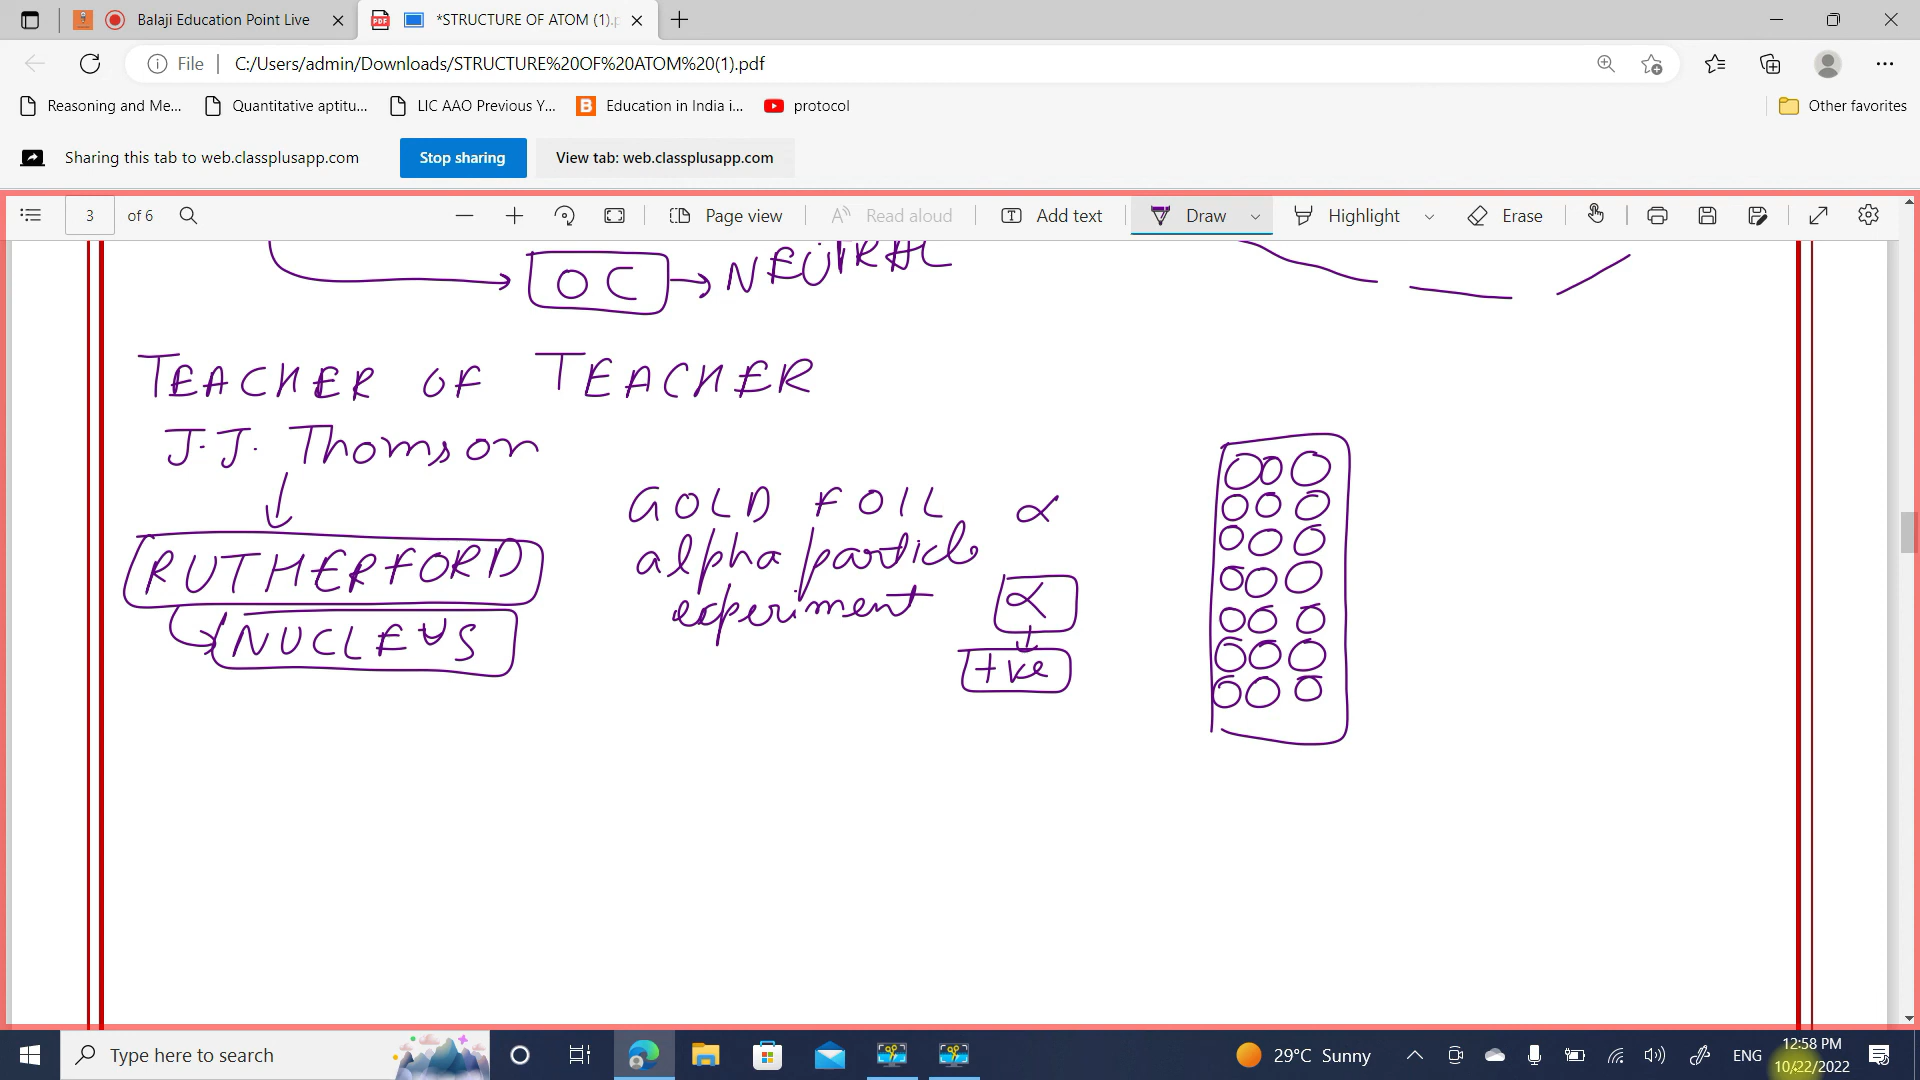 Balaji Education Point Live
*STRUCTURE OF ATOM (1).p
File
C:/Users/admin/Downloads/STRUCTURE%20OF%20ATOM%20(1).pdf
Reasoning and Me...
Quantitative aptitu...
LIC AAO Previous Y...
Education in India i...
protocol
Other favorites
Sharing this tab to web.classplusapp.com
Stop sharing
View tab: web.classplusapp.com
3 of 6
Page view
Read aloud
Add text
Draw
Highlight
Erase
0 C → NEUTRAL
TEACHER OF TEACHER
J.J. Thomson
RUTHERFORD
NUCLEUS
GOLD FOIL α
alpha particle
experiment
α
+ve
Type here to search
29°C Sunny
ENG
12:58 PM
10/22/2022